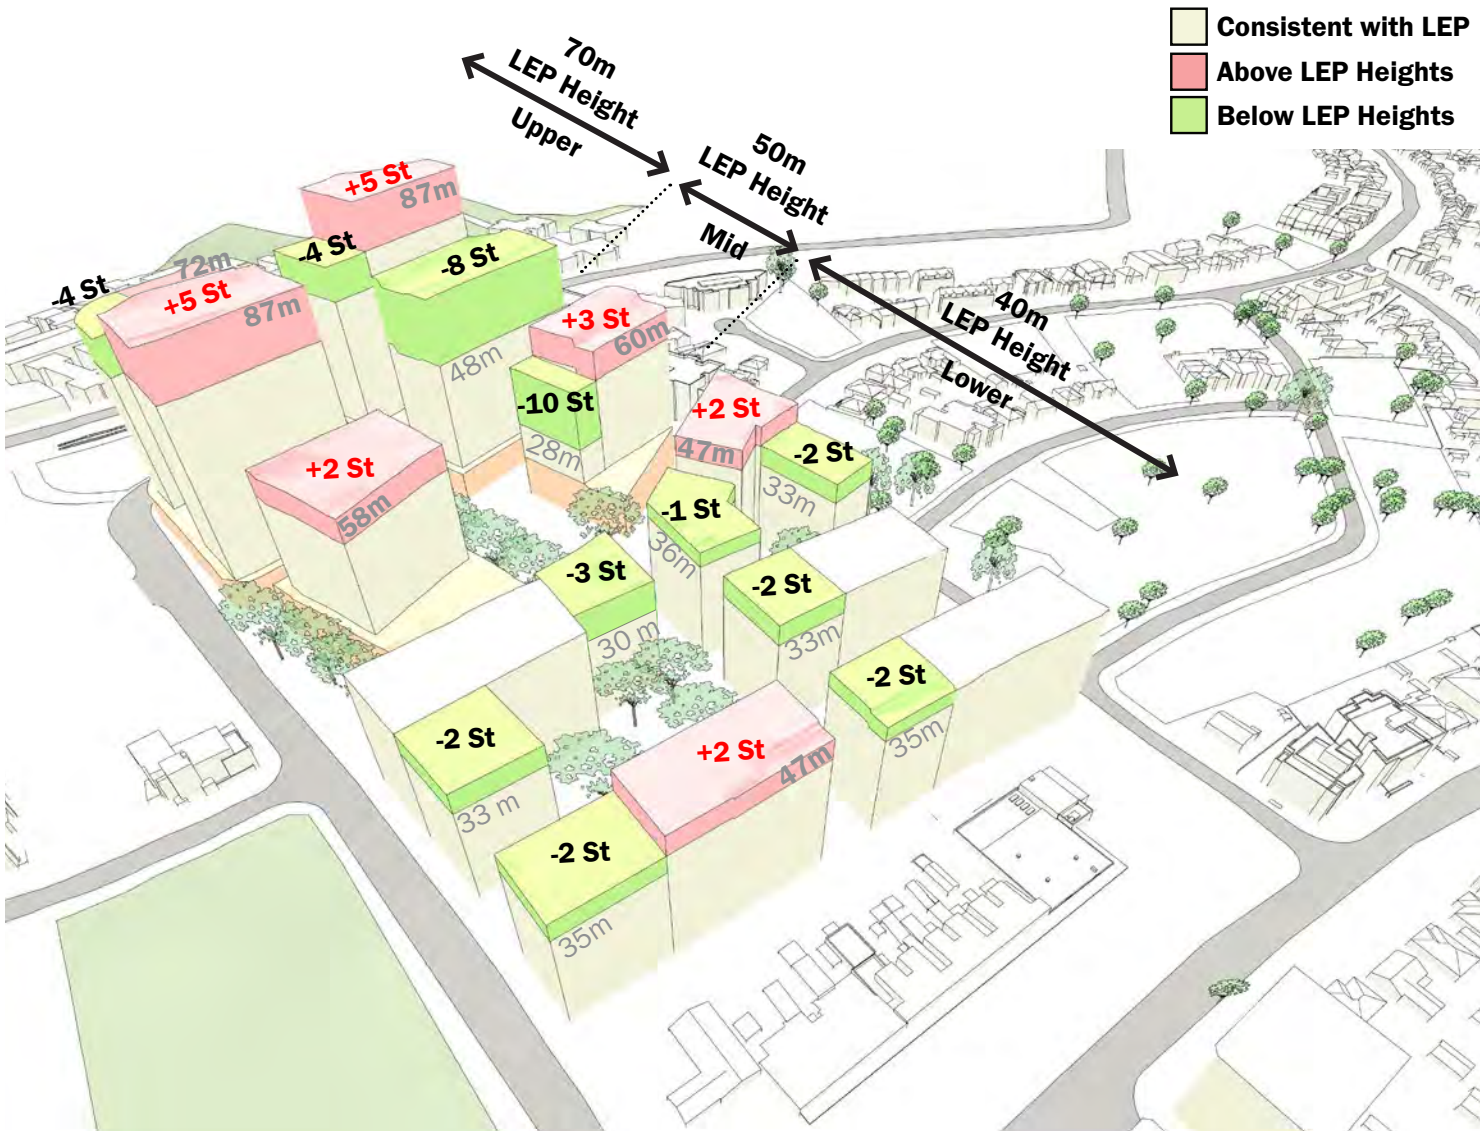 Consistent with LEP
Above LEP Heights
Below LEP Heights
70m
LEP Height
Upper
50m
LEP Height
Mid
40m
LEP Height
Lower
+5 St
87m
-4 St
-8 St
48m
-4 St
72m
+5 St
87m
+3 St
60m
-10 St
28m
+2 St
47m
-2 St
33m
+2 St
58m
-1 St
36m
-3 St
30 m
-2 St
33m
-2 St
35m
-2 St
33 m
+2 St
47m
-2 St
35m